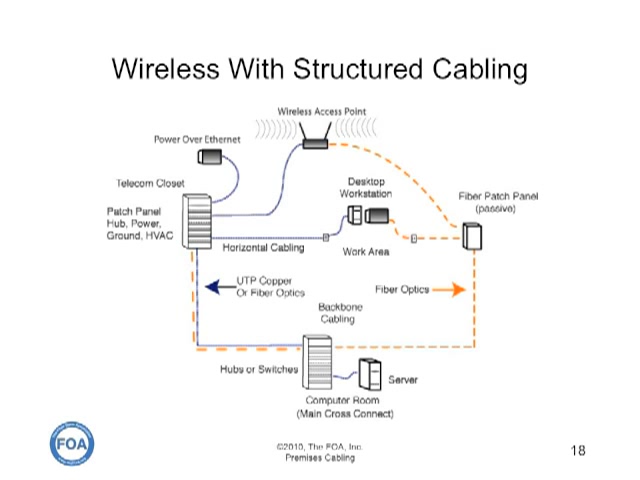 Wireless With Structured Cabling
Wireless Access Point
Power Over Ethernet
Telecom Closet
Desktop
Workstation
Fiber Patch Panel
(passive)
Patch Panel
Hub, Power,
Ground, HVAC
Horizontal Cabling
Work Area
UTP Copper
Or Fiber Optics
Fiber Optics
Backbone
Cabling
Hubs or Switches
Server
Computer Room
(Main Cross Connect)
FOA
©2010, The FOA, Inc.
Premises Cabling
18